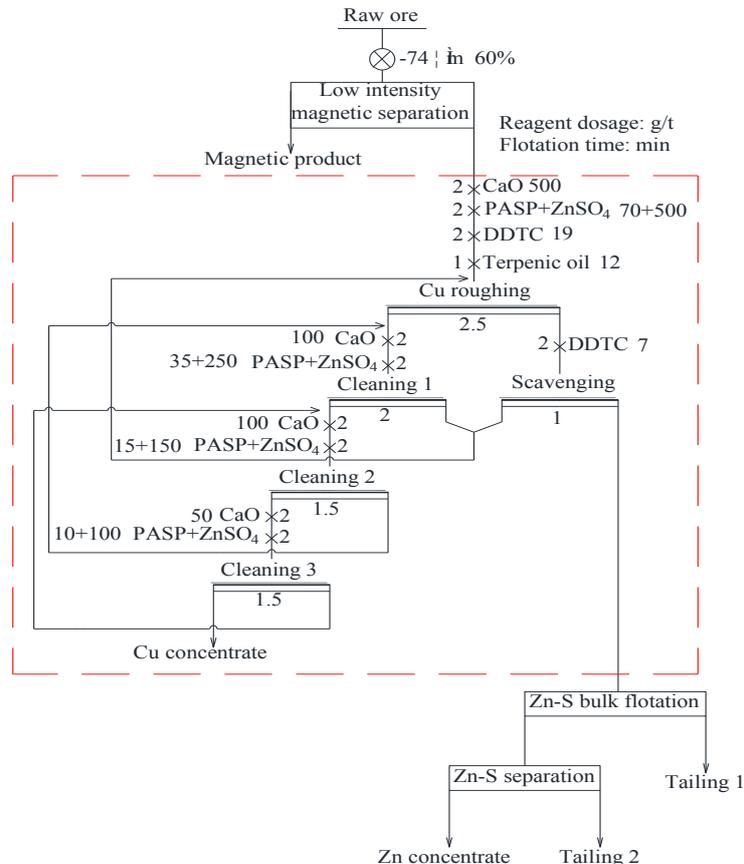 Raw ore
-74 ¦Ìm 60%
Low intensity
magnetic separation
Reagent dosage: g/t
Flotation time: min
Magnetic product
2 CaO 500
2 PASP+ZnSO₄ 70+500
2 DDTC 19
1 Terpenic oil 12
Cu roughing
2.5
100 CaO 2
2 DDTC 7
35+250 PASP+ZnSO₄ 2
Cleaning 1
Scavenging
2
1
100 CaO 2
15+150 PASP+ZnSO₄ 2
Cleaning 2
1.5
50 CaO 2
10+100 PASP+ZnSO₄ 2
Cleaning 3
1.5
Cu concentrate
Zn-S bulk flotation
Zn-S separation
Tailing 1
Zn concentrate
Tailing 2